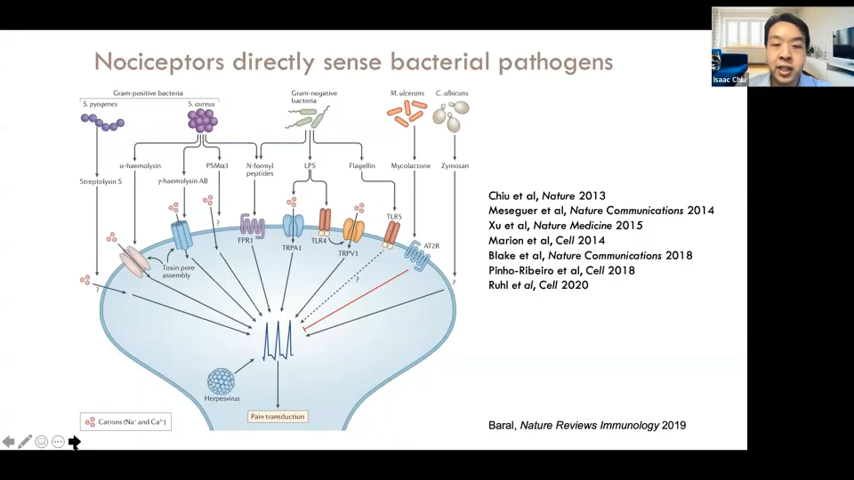 Nociceptors directly sense bacterial pathogens
Isaac Chiu
Gram-positive bacteria
S. pyogenes
S. aureus
Gram-negative
bacteria
M. ulcerans
C. albicans
α-haemolysin
PSMα3
N-formyl
peptides
LPS
Flagellin
Mycolactone
Zymosan
Streptolysin S
γ-haemolysin AB
?
FPR1
TRPA1
TLR4
TRPV1
TLR5
AT2R
Toxin pore
assembly
?
?
?
Herpesvirus
Pain transduction
Cations (Na⁺ and Ca²⁺)
Chiu et al, Nature 2013
Meseguer et al, Nature Communications 2014
Xu et al, Nature Medicine 2015
Marion et al, Cell 2014
Blake et al, Nature Communications 2018
Pinho-Ribeiro et al, Cell 2018
Ruhl et al, Cell 2020
Baral, Nature Reviews Immunology 2019